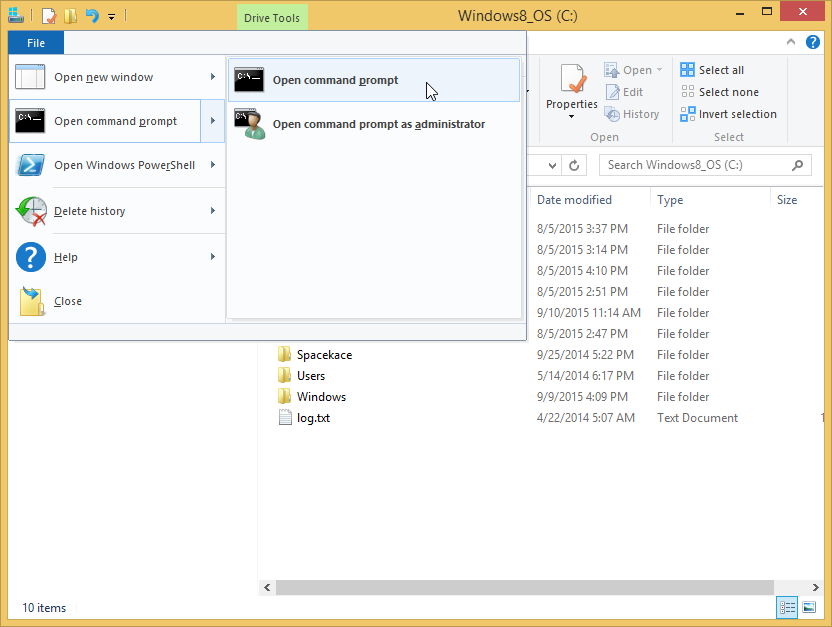 Drive Tools
Windows8_OS (C:)
File
Open new window
Open command prompt
Open Windows PowerShell
Delete history
Help
Close
Open command prompt
Open command prompt as administrator
Properties
Open
Edit
History
Open
Select all
Select none
Invert selection
Select
Search Windows8_OS (C:)
Date modified Type Size
8/5/2015 3:37 PM File folder
8/5/2015 3:14 PM File folder
8/5/2015 4:10 PM File folder
8/5/2015 2:51 PM File folder
9/10/2015 11:14 AM File folder
8/5/2015 2:47 PM File folder
Spacekace 9/25/2014 5:22 PM File folder
Users 5/14/2014 6:17 PM File folder
Windows 9/9/2015 4:09 PM File folder
log.txt 4/22/2014 5:07 AM Text Document
10 items